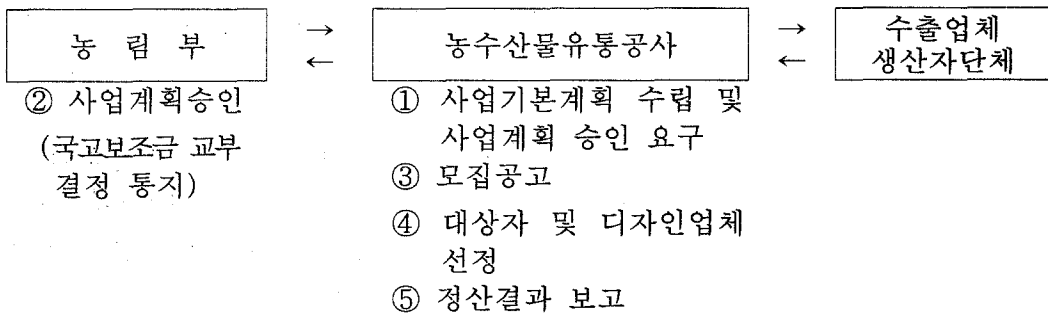 농 림 부
→
←
농수산물유통공사
→
←
수출업체
생산자단체
② 사업계획승인
(국고보조금 교부
결정 통지)
① 사업기본계획 수립 및
사업계획 승인 요구
③ 모집공고
④ 대상자 및 디자인업체
선정
⑤ 정산결과 보고